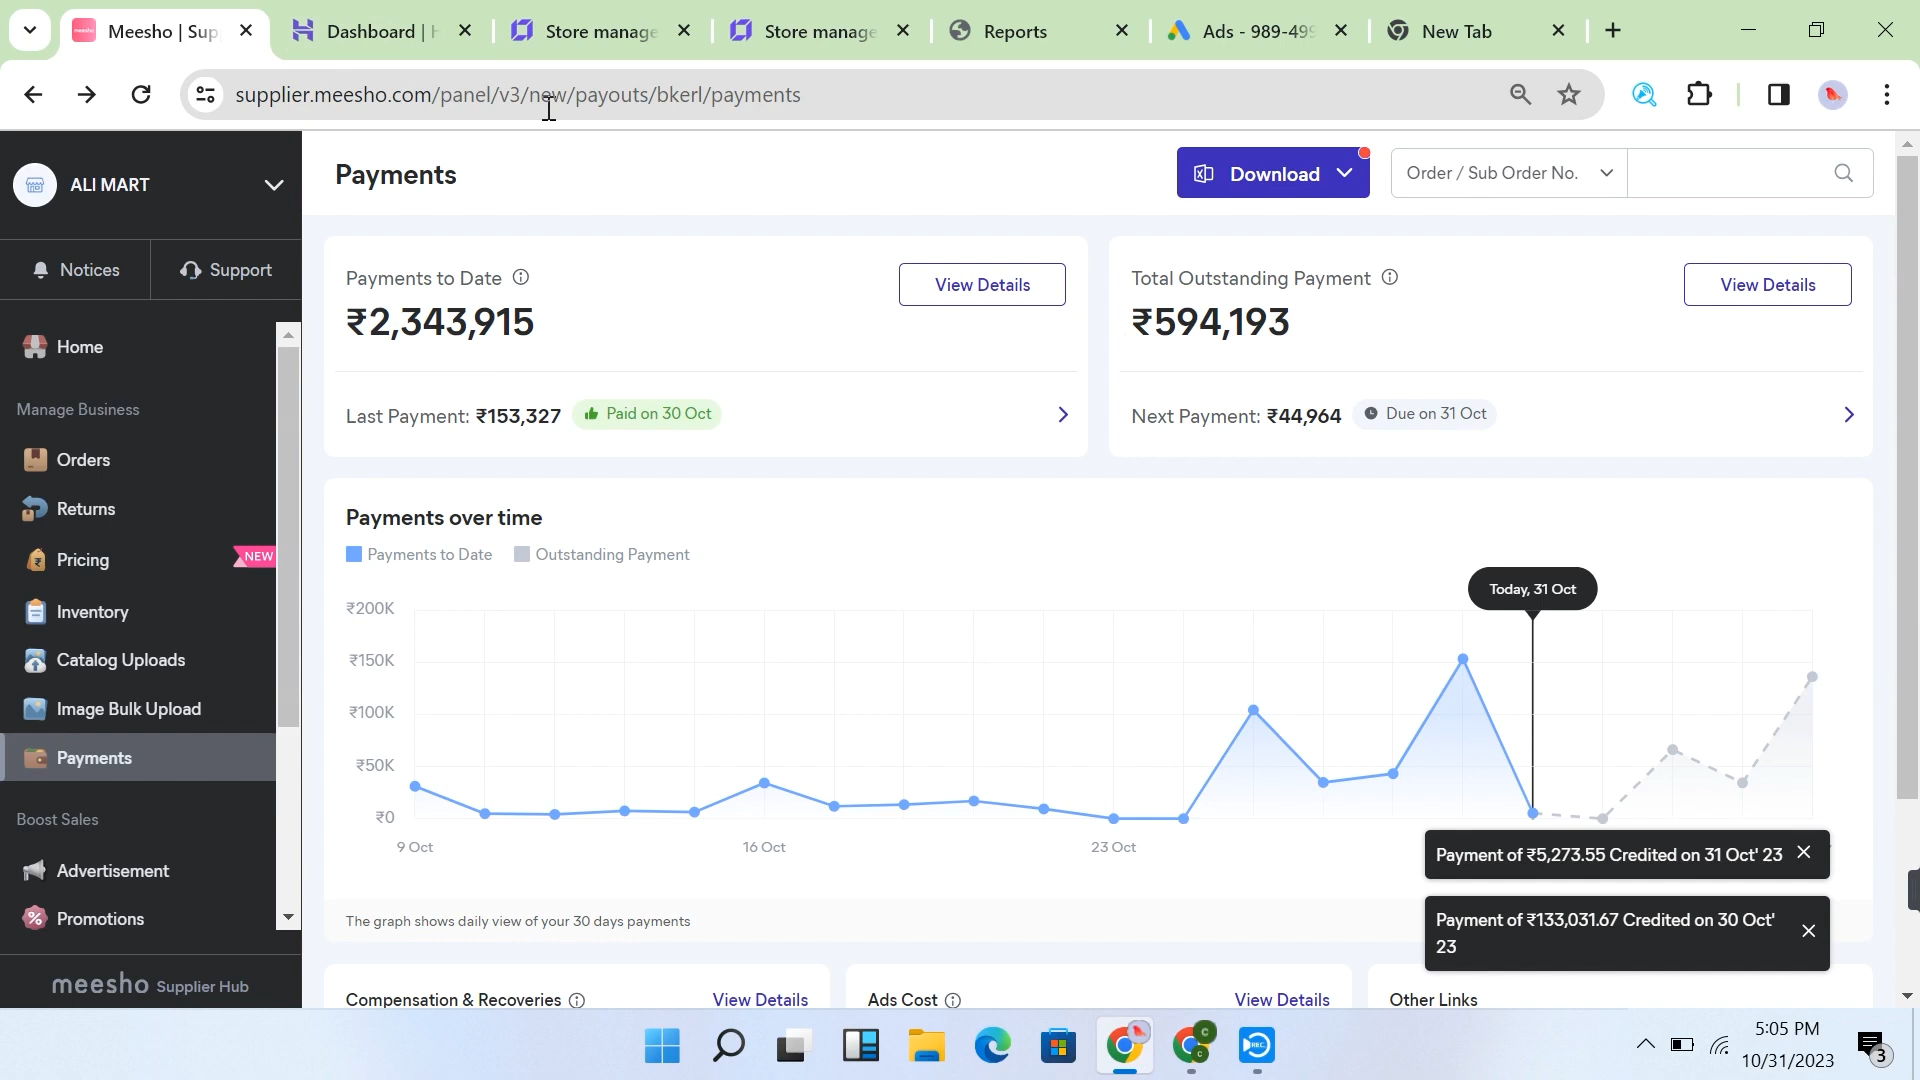 Meesho | Sup
Dashboard | H
Store manage
Store manage
Reports
Ads - 989-499
New Tab
supplier.meesho.com/panel/v3/new/payouts/bkerl/payments
ALI MART
Notices
Support
Home
Manage Business
Orders
Returns
Pricing
NEW
Inventory
Catalog Uploads
Image Bulk Upload
Payments
Boost Sales
Advertisement
Promotions
meesho Supplier Hub
Payments
Download
Order / Sub Order No.
Payments to Date
View Details
₹2,343,915
Last Payment: ₹153,327 Paid on 30 Oct
Total Outstanding Payment
View Details
₹594,193
Next Payment: ₹44,964 Due on 31 Oct
Payments over time
Payments to Date Outstanding Payment
Today, 31 Oct
₹200K
₹150K
₹100K
₹50K
₹0
9 Oct 16 Oct 23 Oct
Payment of ₹5,273.55 Credited on 31 Oct' 23
Payment of ₹133,031.67 Credited on 30 Oct'
23
The graph shows daily view of your 30 days payments
Compensation & Recoveries View Details
Ads Cost View Details
Other Links
REC
C
C
5:05 PM
10/31/2023
3